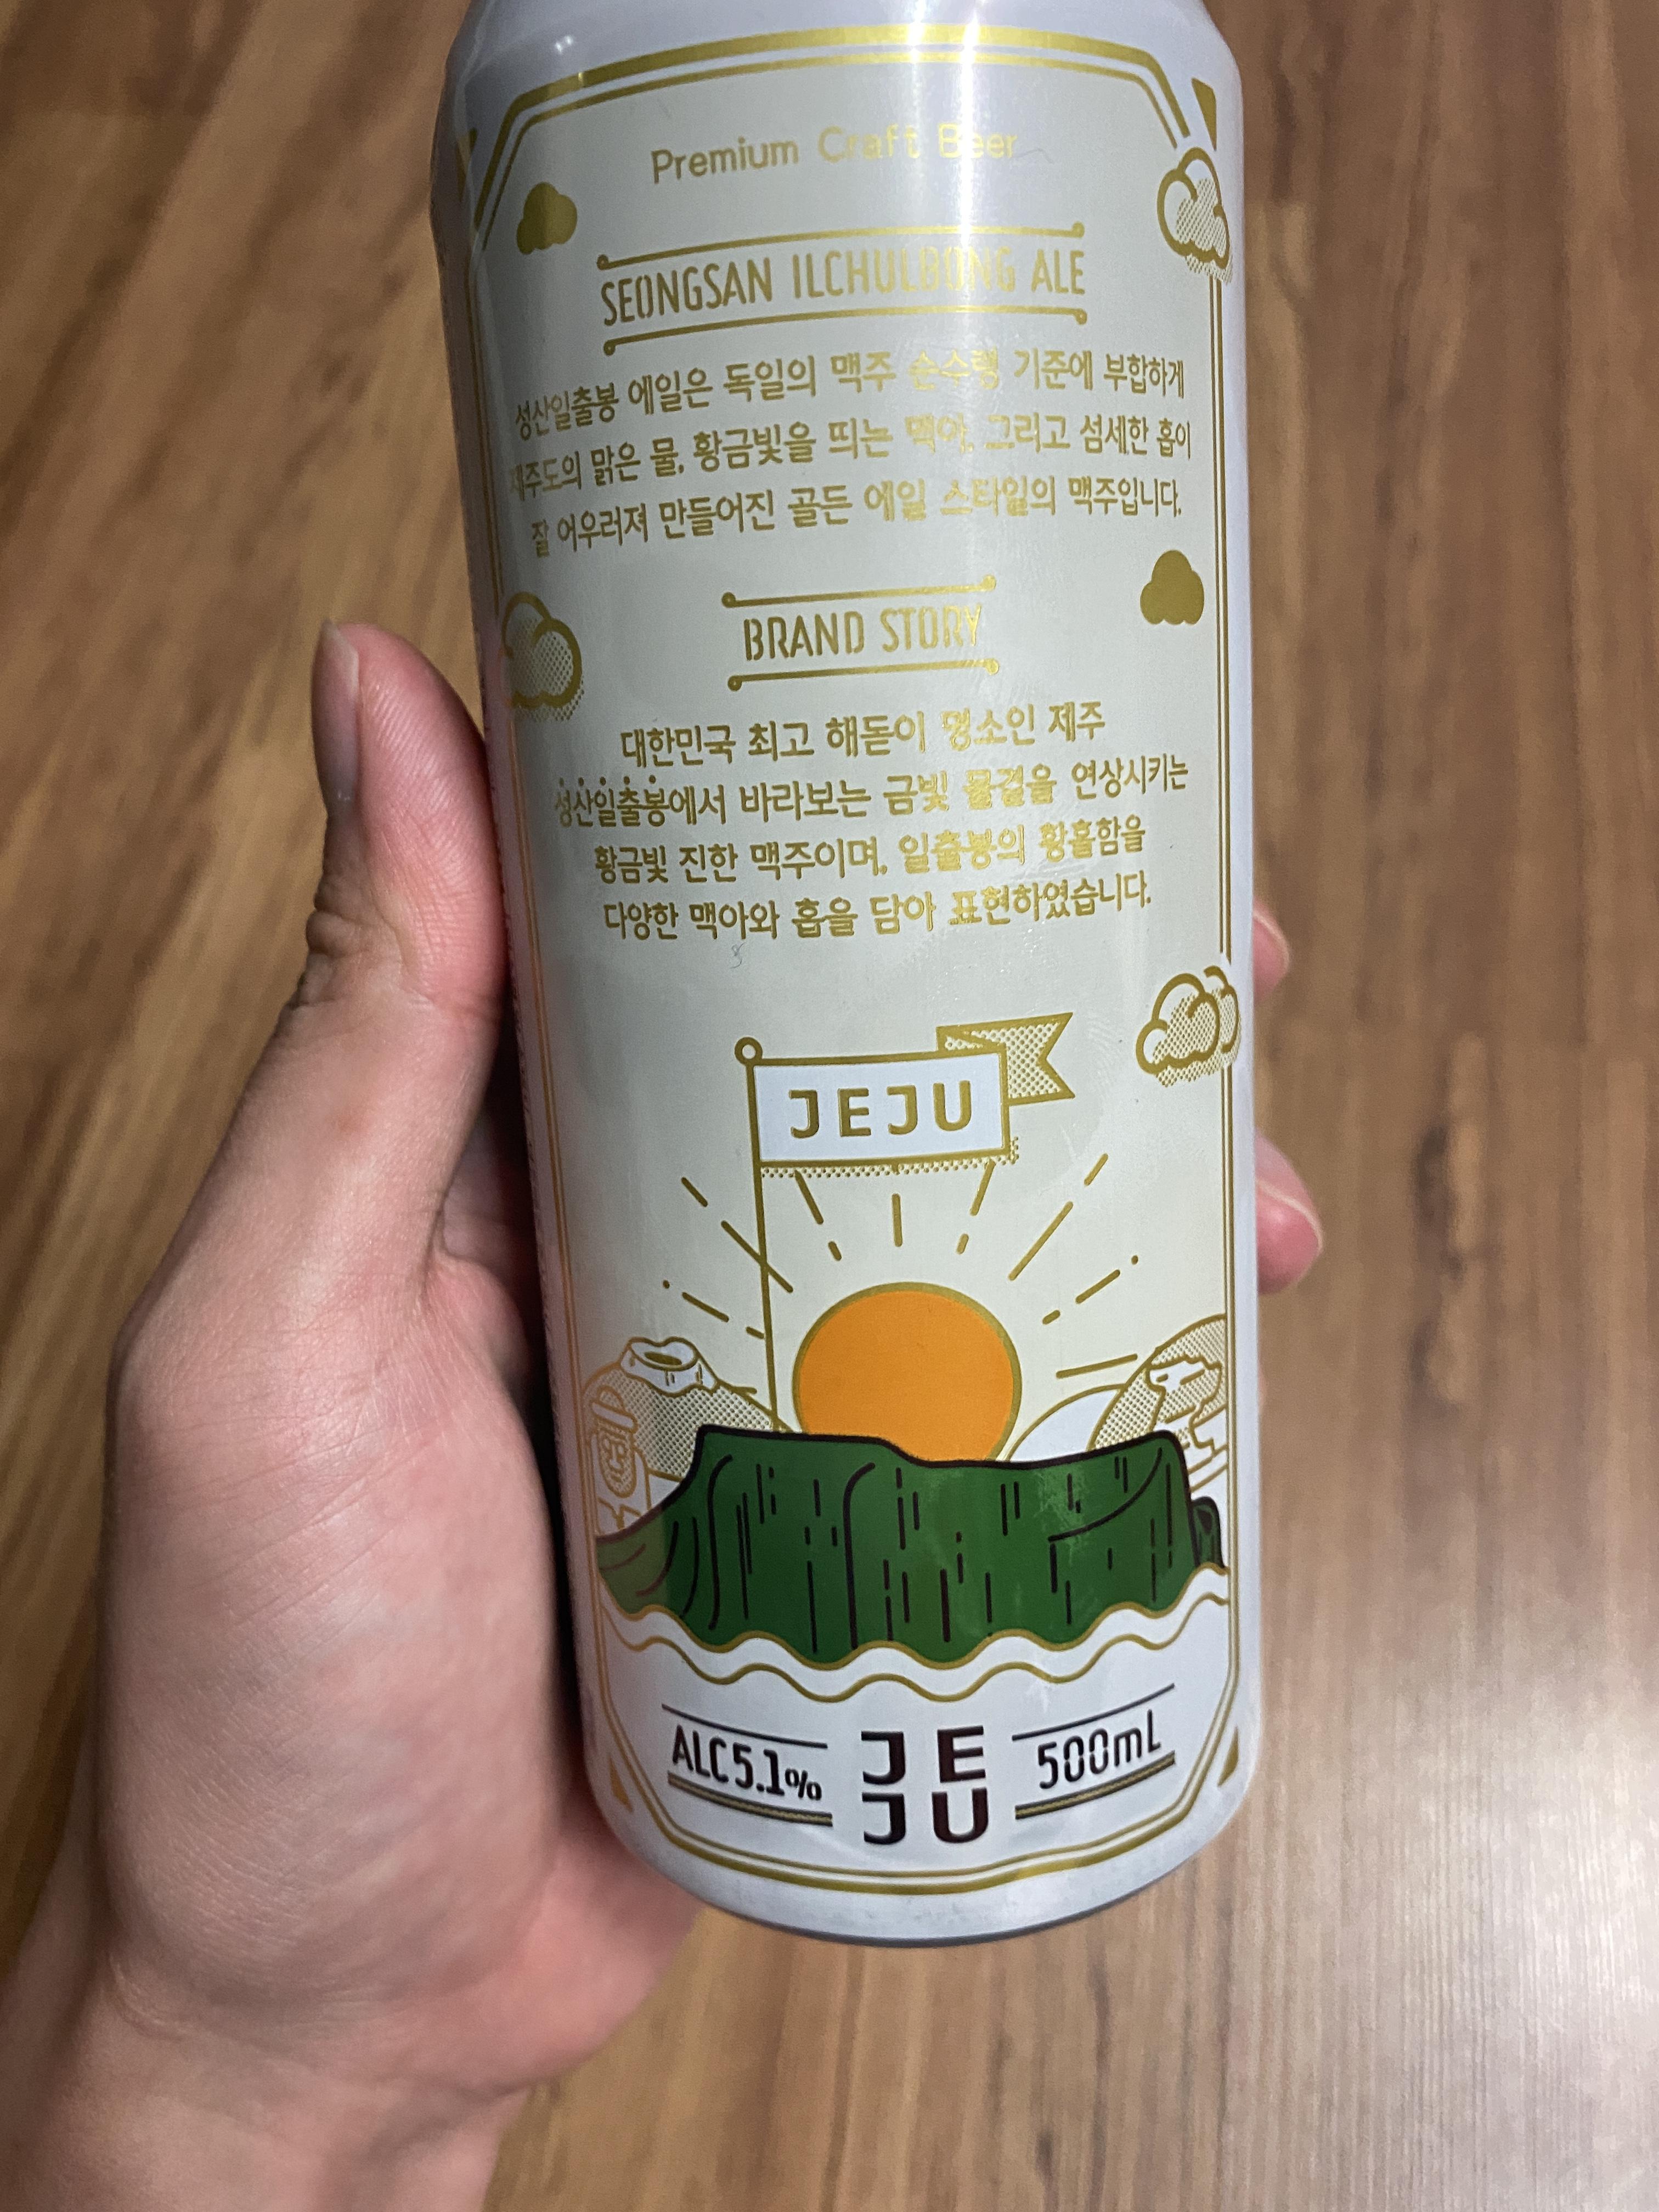 Premium Craft Beer
SEONGSAN ILCHULBONG ALE
성산일출봉 에일은 독일의 맥주 순수령 기준에 부합하게
제주도의 맑은 물, 황금빛을 띄는 맥아, 그리고 섬세한 홉이
잘 어우러져 만들어진 골든 에일 스타일의 맥주입니다.
BRAND STORY
대한민국 최고 해돋이 명소인 제주
성산일출봉에서 바라보는 금빛 물결을 연상시키는
황금빛 진한 맥주이며, 일출봉의 황홀함을
다양한 맥아와 홉을 담아 표현하였습니다.
JEJU
ALC 5.1%
JE
JU
500mL